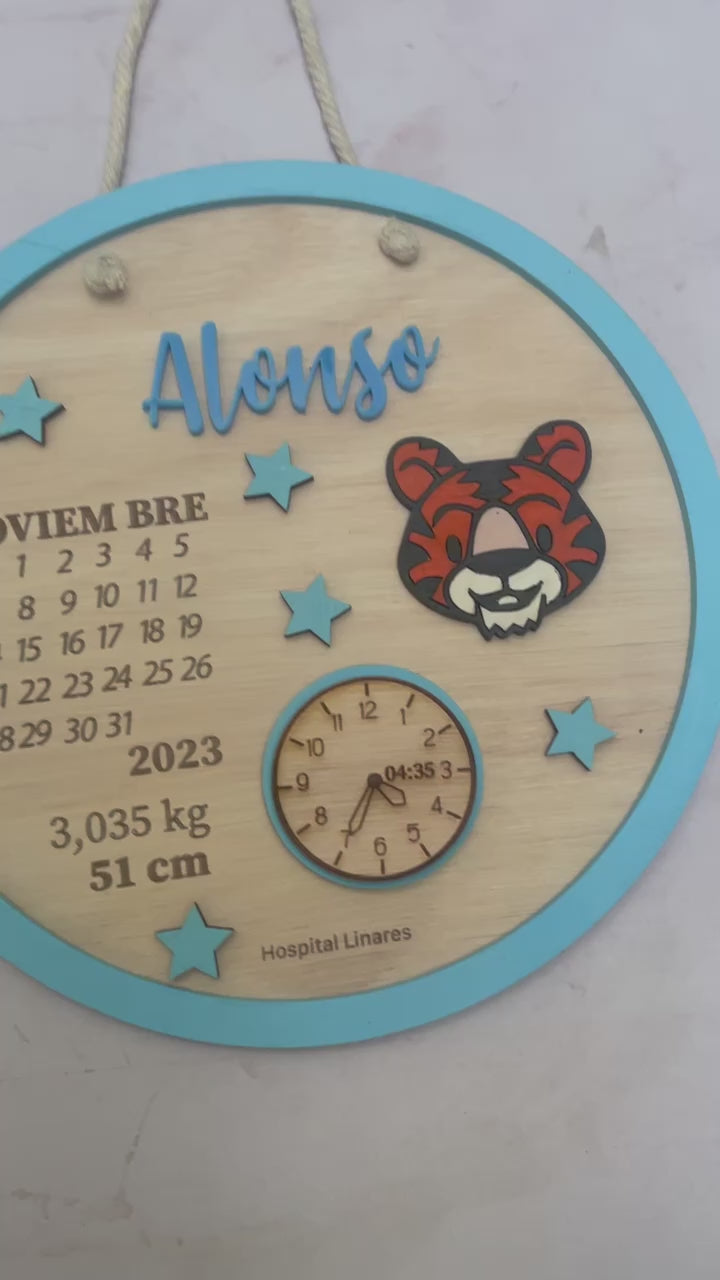 Alonso
OVIEM BRE
1 2 3 4 5
8 9 10 11 12
15 16 17 18 19
1 22 23 24 25 26
8 29 30 31
2023
3,035 kg
51 cm
12
11 1
10 2
9 04:35 3
8 4
7 5
6
Hospital Linares